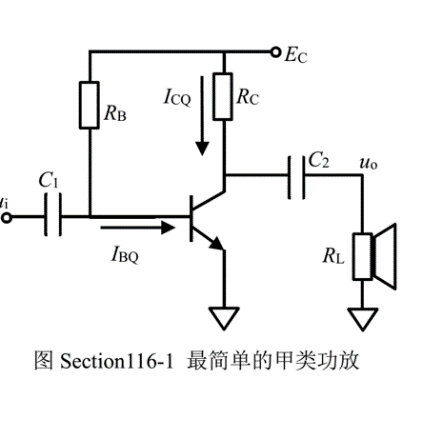 E_C
I_CQ
R_C
R_B
C_1
C_2
u_o
u_i
I_BQ
R_L
图 Section116-1 最简单的甲类功放